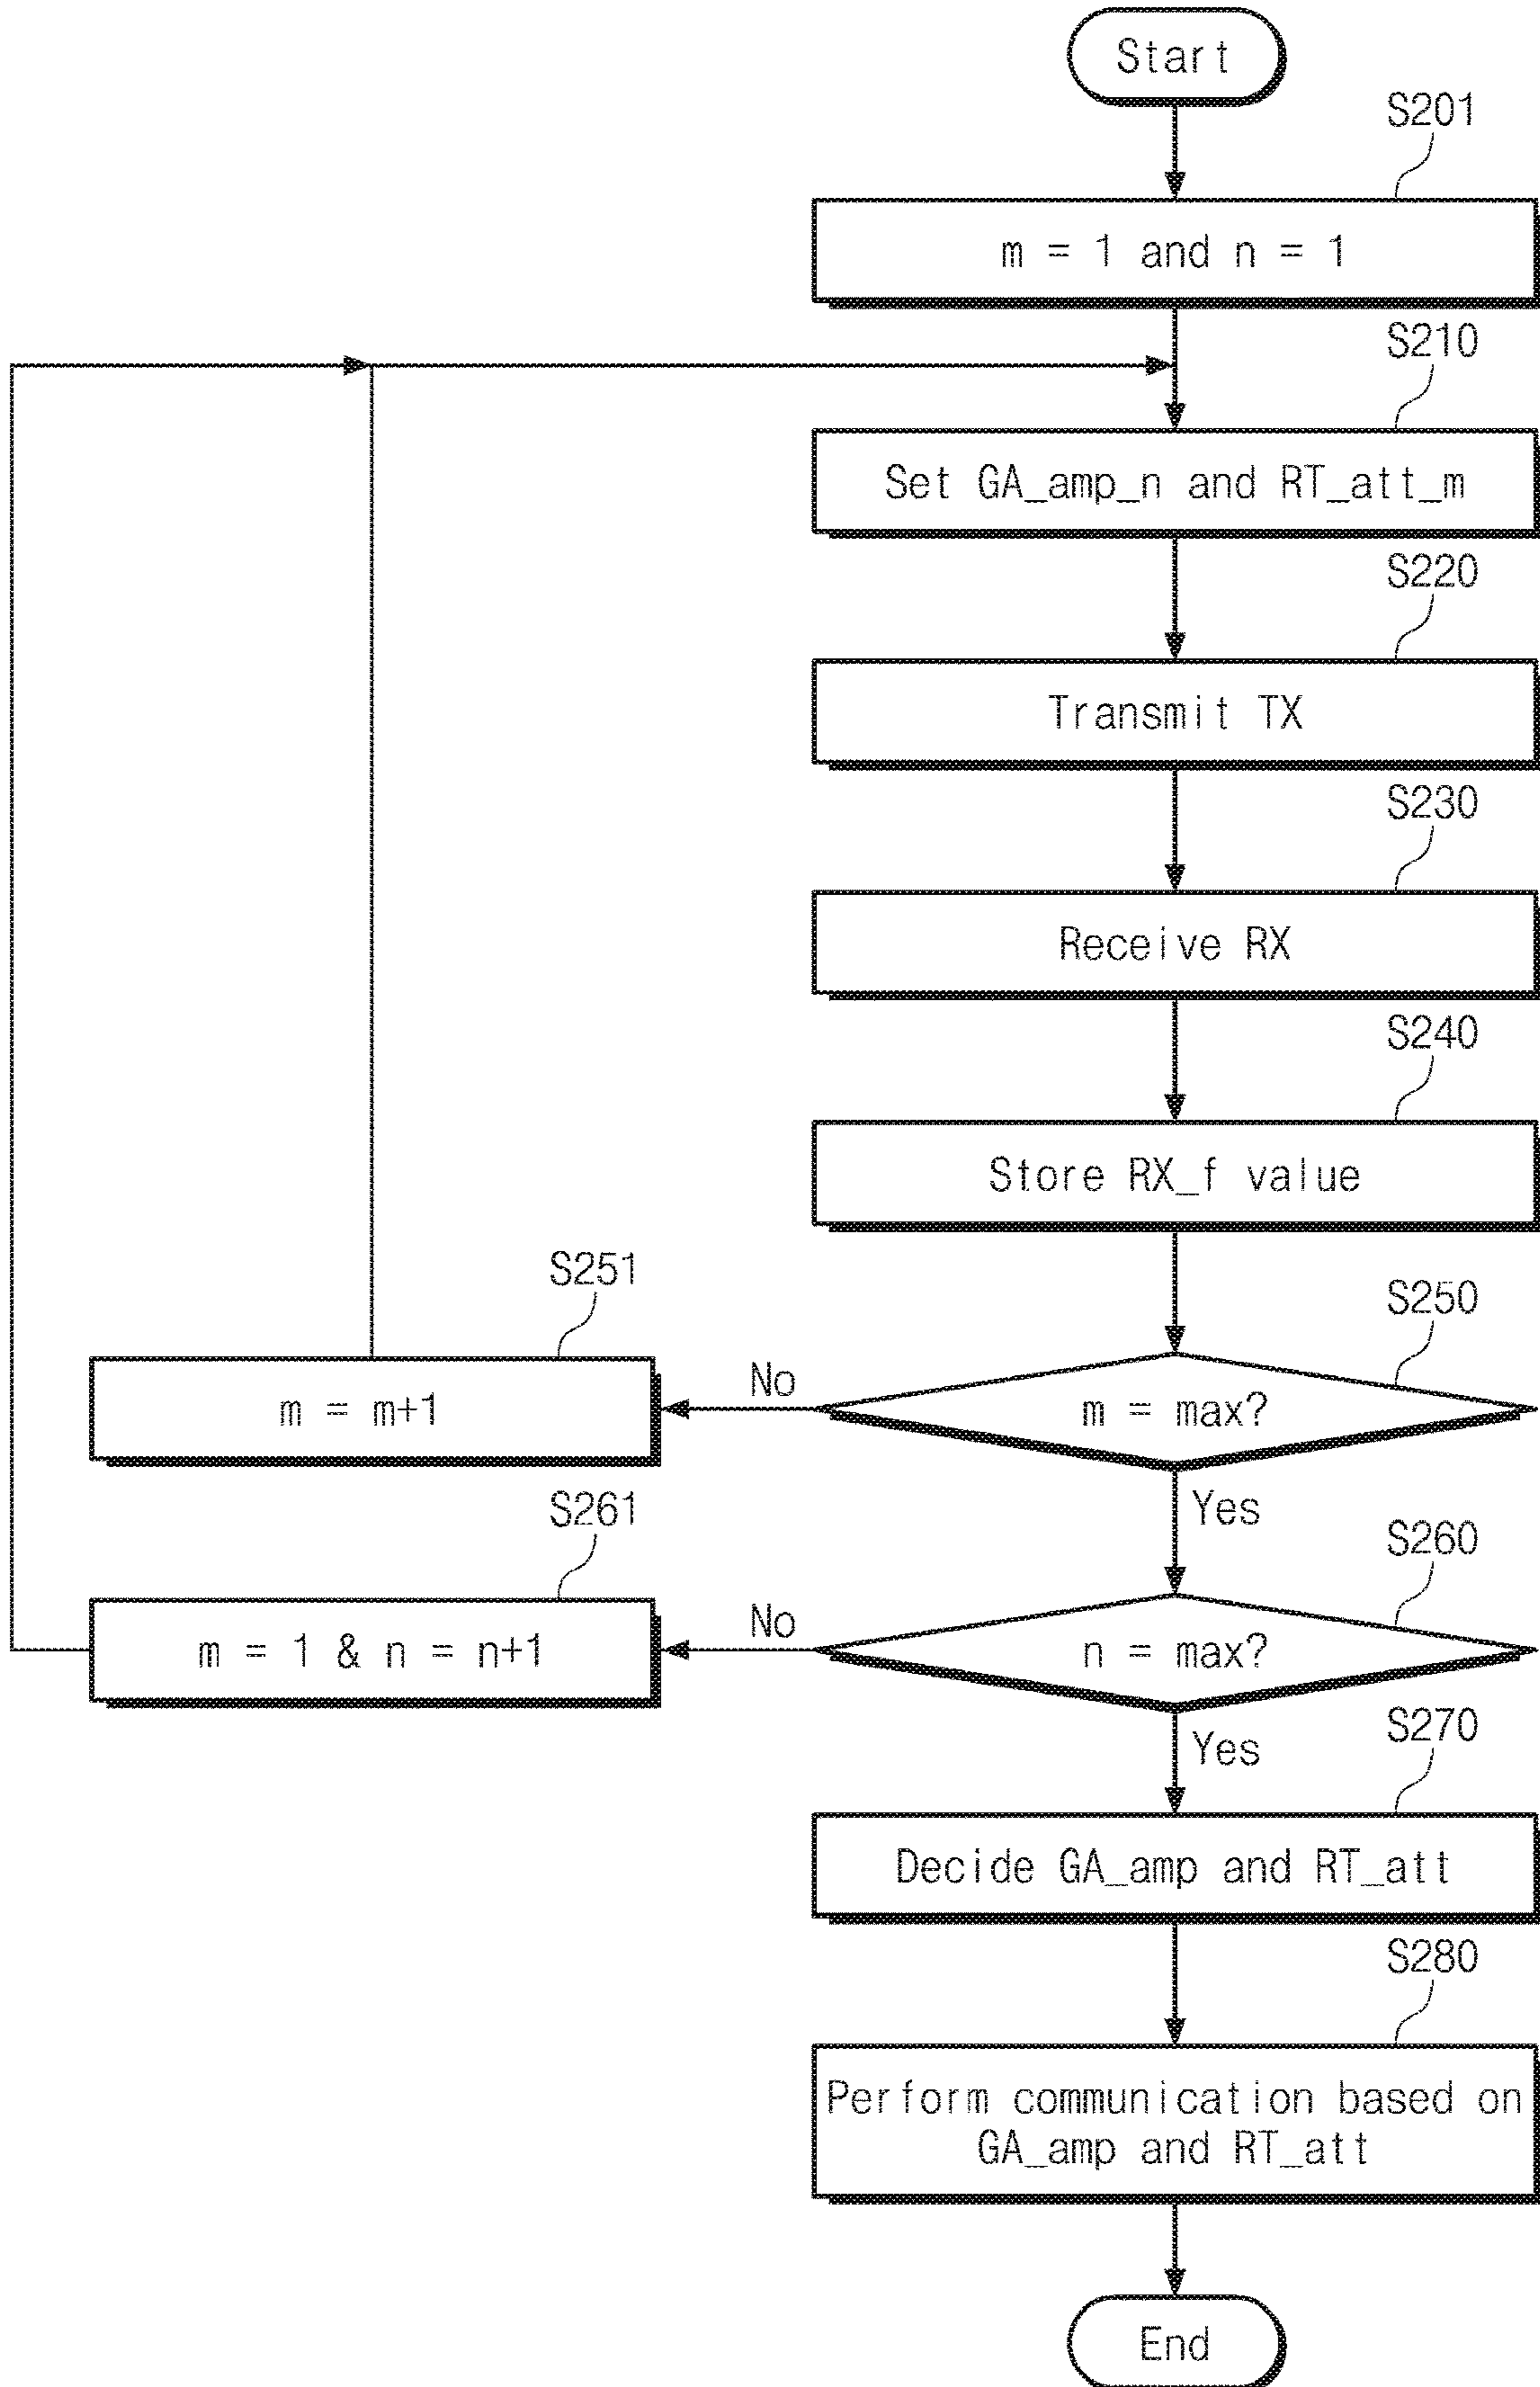 Start
S201
m = 1 and n = 1
S210
Set GA_amp_n and RT_att_m
S220
Transmit TX
S230
Receive RX
S240
Store RX_f value
S251
S250
m = m+1
No
m = max?
Yes
S261
S260
m = 1 & n = n+1
No
n = max?
Yes
S270
Decide GA_amp and RT_att
S280
Perform communication based on
GA_amp and RT_att
End